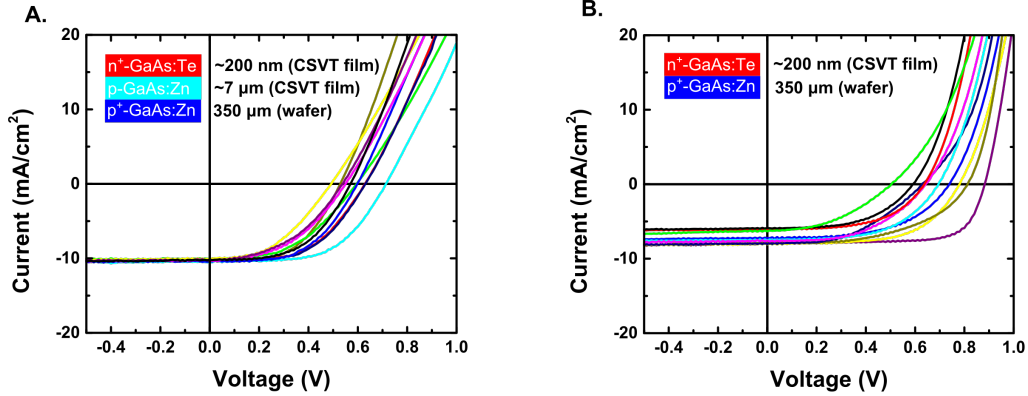 A.
20
10
0
-10
-20
Current (mA/cm²)
n⁺-GaAs:Te ~200 nm (CSVT film)
p-GaAs:Zn ~7 µm (CSVT film)
p⁺-GaAs:Zn 350 µm (wafer)
-0.4 -0.2 0.0 0.2 0.4 0.6 0.8 1.0
Voltage (V)
B.
20
10
0
-10
-20
Current (mA/cm²)
n⁺-GaAs:Te ~200 nm (CSVT film)
p⁺-GaAs:Zn 350 µm (wafer)
-0.4 -0.2 0.0 0.2 0.4 0.6 0.8 1.0
Voltage (V)